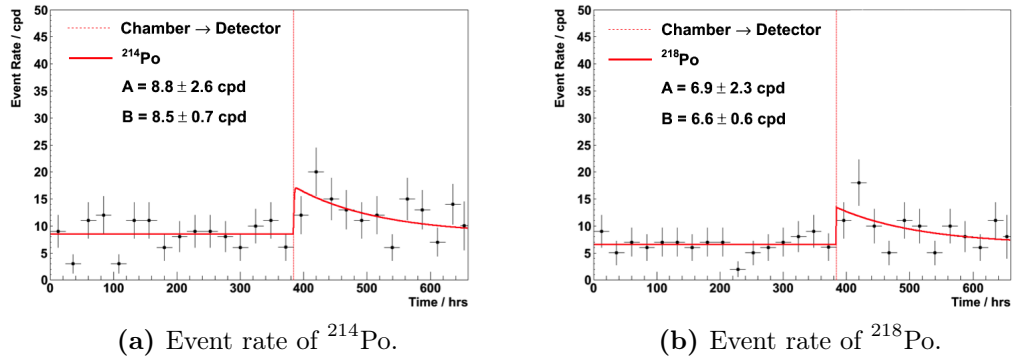 Event Rate / cpd
50
45
40
35
30
25
20
15
10
5
0
Chamber → Detector
²¹⁴Po
A = 8.8 ± 2.6 cpd
B = 8.5 ± 0.7 cpd
0 100 200 300 400 500 600
Time / hrs
(a) Event rate of ²¹⁴Po.
Event Rate / cpd
50
45
40
35
30
25
20
15
10
5
0
Chamber → Detector
²¹⁸Po
A = 6.9 ± 2.3 cpd
B = 6.6 ± 0.6 cpd
0 100 200 300 400 500 600
Time / hrs
(b) Event rate of ²¹⁸Po.